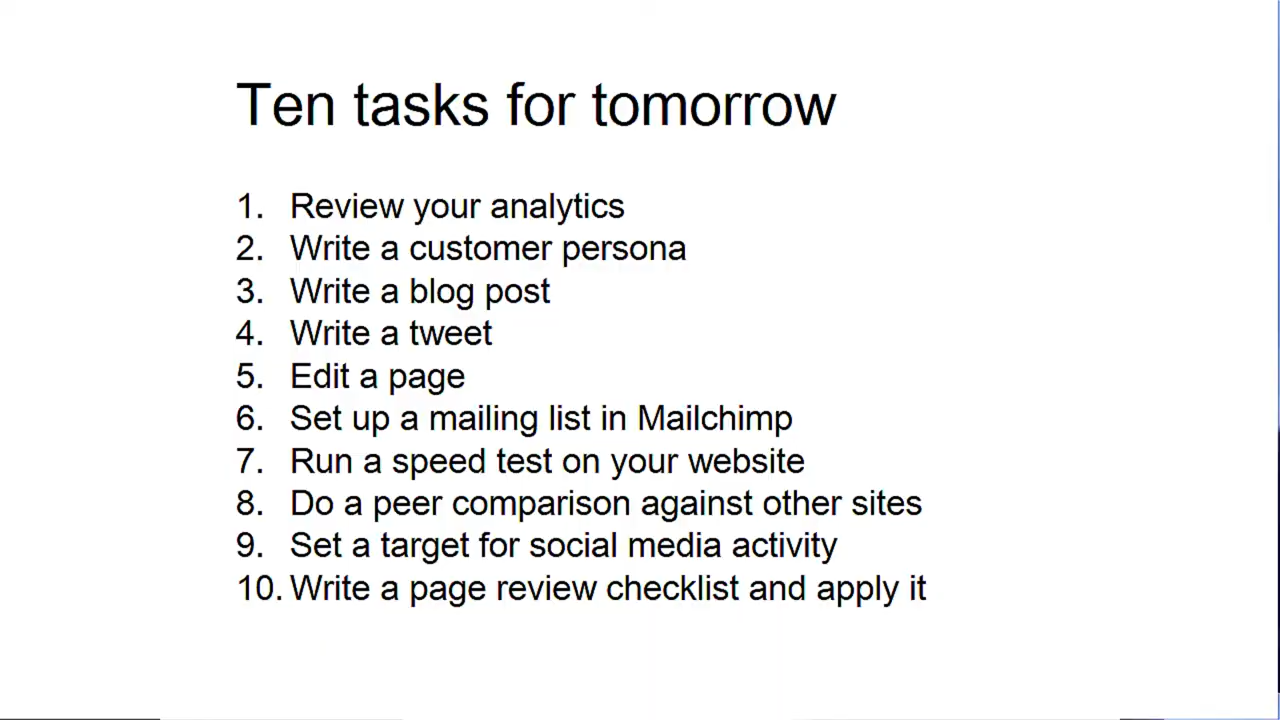 Ten tasks for tomorrow
1. Review your analytics
2. Write a customer persona
3. Write a blog post
4. Write a tweet
5. Edit a page
6. Set up a mailing list in Mailchimp
7. Run a speed test on your website
8. Do a peer comparison against other sites
9. Set a target for social media activity
10. Write a page review checklist and apply it